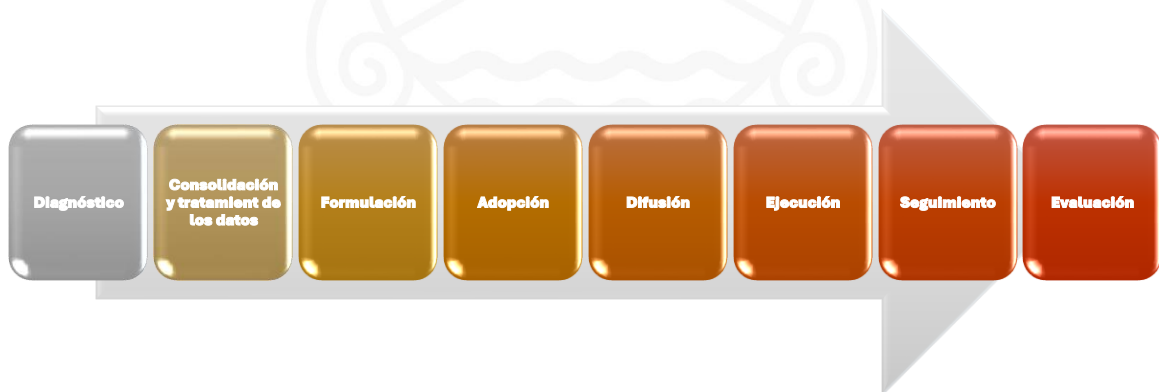 Diagnóstico
Consolidación
y tratamient de
los datos
Formulación
Adopción
Difusión
Ejecución
Seguimiento
Evaluación